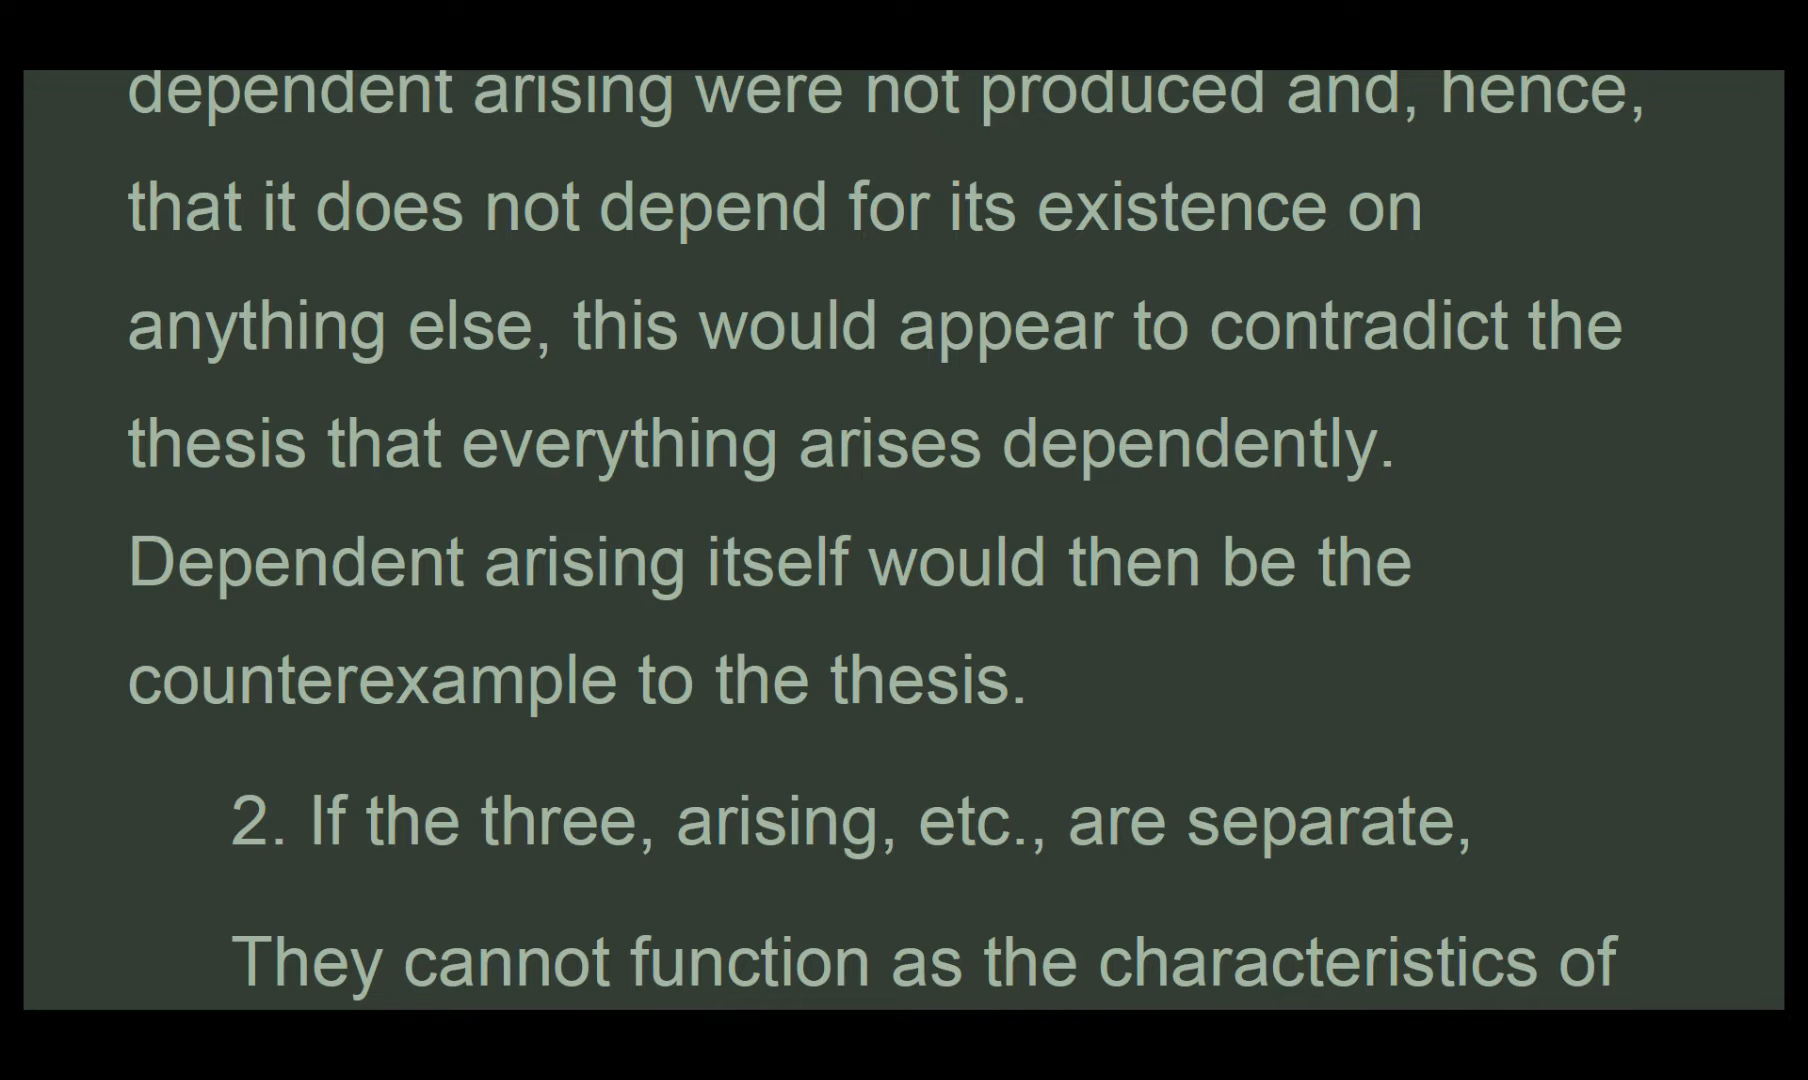 dependent arising were not produced and, hence,
that it does not depend for its existence on
anything else, this would appear to contradict the
thesis that everything arises dependently.
Dependent arising itself would then be the
counterexample to the thesis.
2. If the three, arising, etc., are separate,
They cannot function as the characteristics of